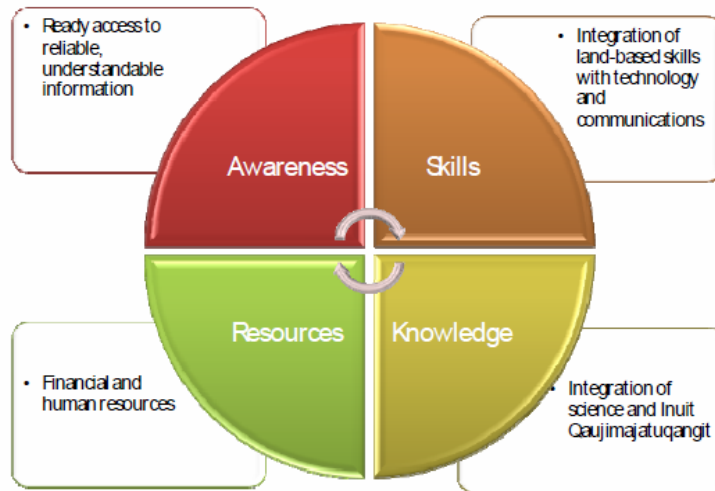 • Ready access to
reliable,
understandable
information
• Integration of
land-based skills
with technology
and
communications
Awareness
Skills
Resources
Knowledge
• Financial and
human resources
• Integration of
science and Inuit
Qaujimajatuqangit